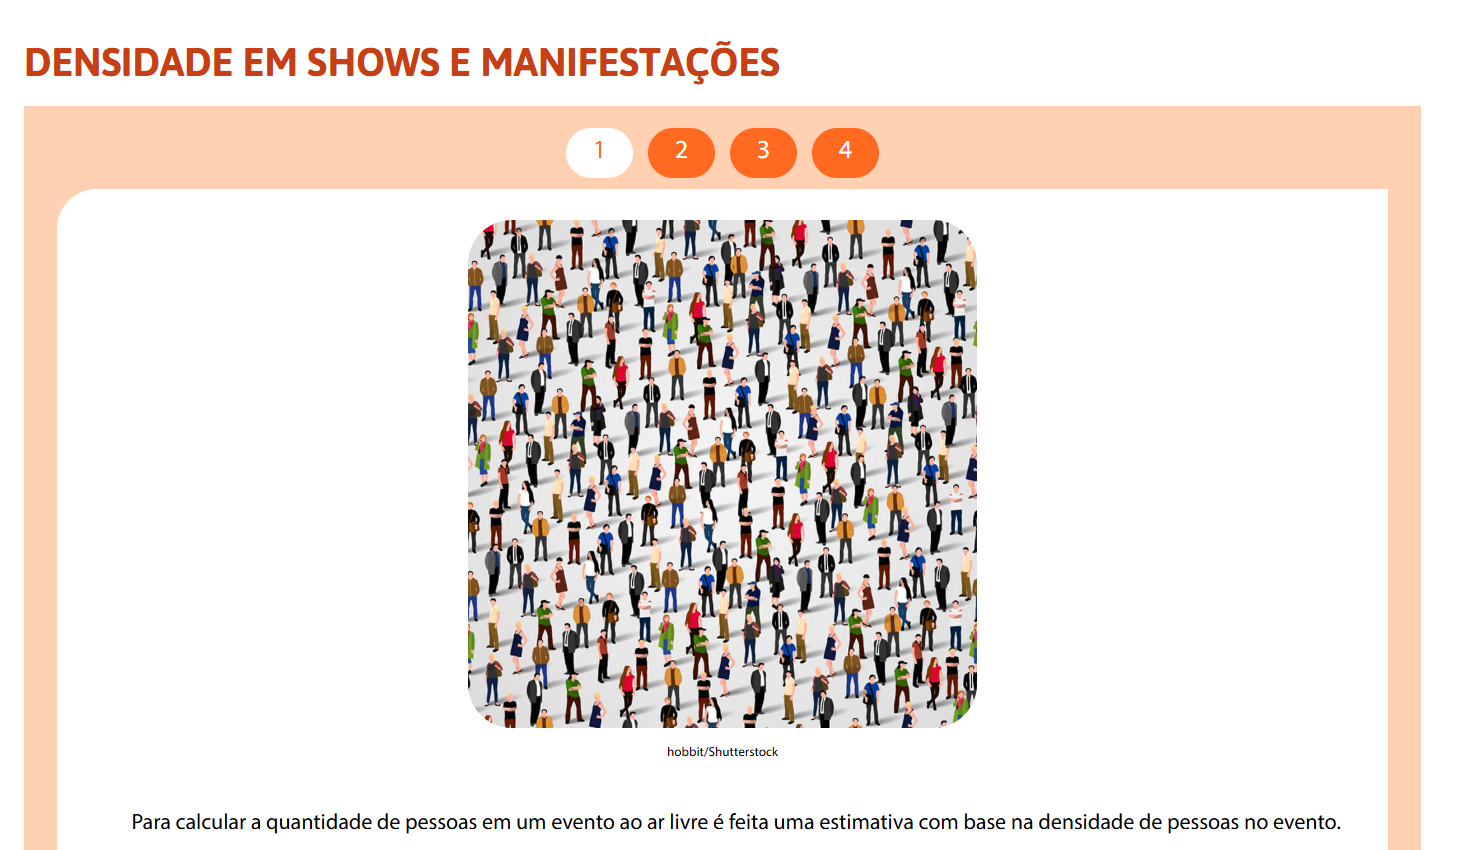 DENSIDADE EM SHOWS E MANIFESTAÇÕES
1 2 3 4
hobbit/Shutterstock
Para calcular a quantidade de pessoas em um evento ao ar livre é feita uma estimativa com base na densidade de pessoas no evento.